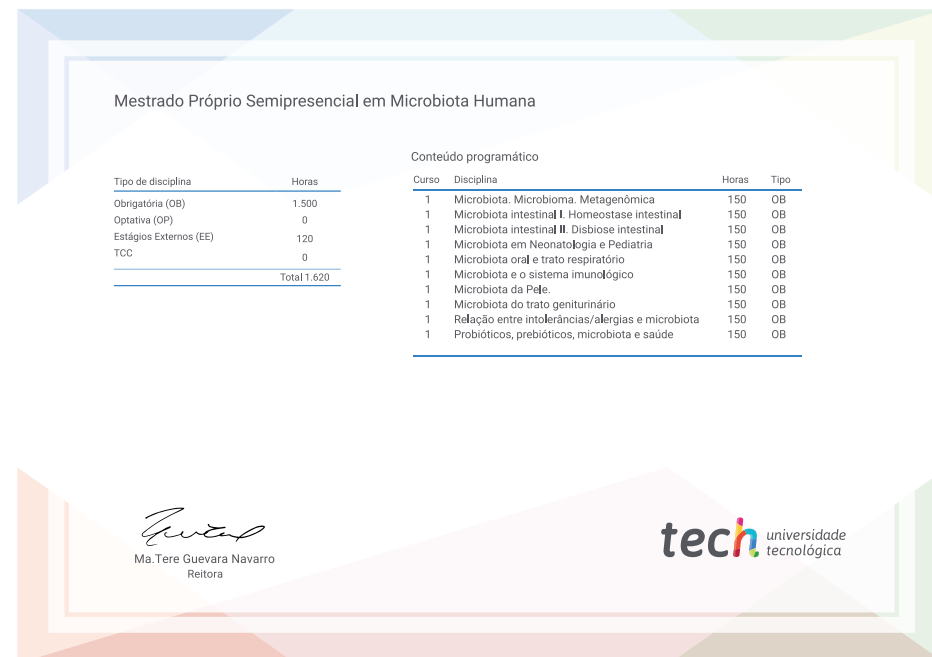 Mestrado Próprio Semipresencial em Microbiota Humana
Tipo de disciplina Horas
Obrigatória (OB) 1.500
Optativa (OP) 0
Estágios Externos (EE) 120
TCC 0
Total 1.620
Conteúdo programático
Curso Disciplina Horas Tipo
1 Microbiota. Microbioma. Metagenômica 150 OB
1 Microbiota intestinal I. Homeostase intestinal 150 OB
1 Microbiota intestinal II. Disbiose intestinal 150 OB
1 Microbiota em Neonatologia e Pediatria 150 OB
1 Microbiota oral e trato respiratório 150 OB
1 Microbiota e o sistema imunológico 150 OB
1 Microbiota da Pele. 150 OB
1 Microbiota do trato geniturinário 150 OB
1 Relação entre intolerâncias/alergias e microbiota 150 OB
1 Probióticos, prebióticos, microbiota e saúde 150 OB
Ma.Tere Guevara Navarro
Reitora
tech universidade
tecnológica